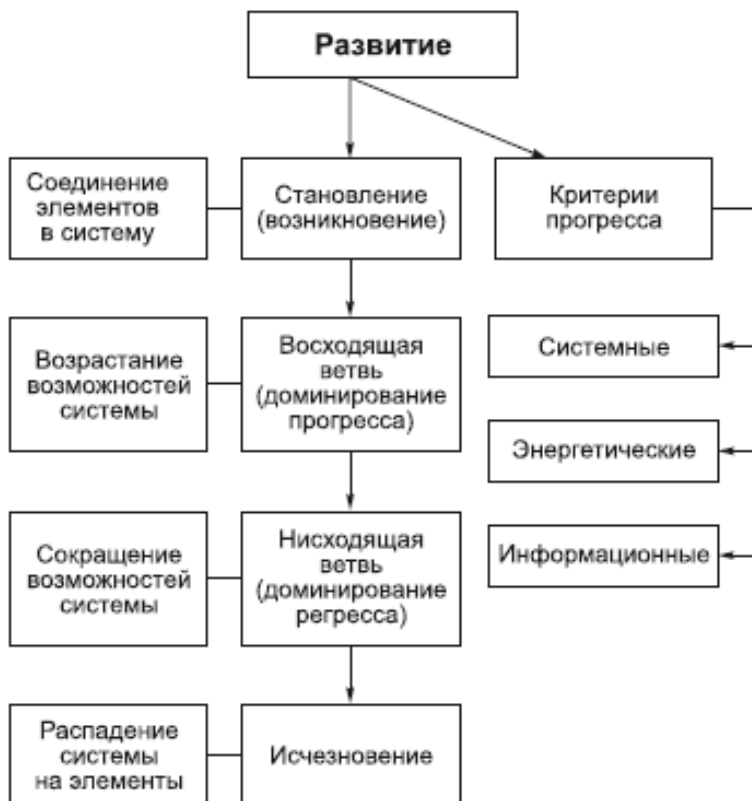 Развитие
Соединение
элементов
в систему
Становление
(возникновение)
Критерии
прогресса
Возрастание
возможностей
системы
Восходящая
ветвь
(доминирование
прогресса)
Системные
Энергетические
Сокращение
возможностей
системы
Нисходящая
ветвь
(доминирование
регресса)
Информационные
Распадение
системы
на элементы
Исчезновение